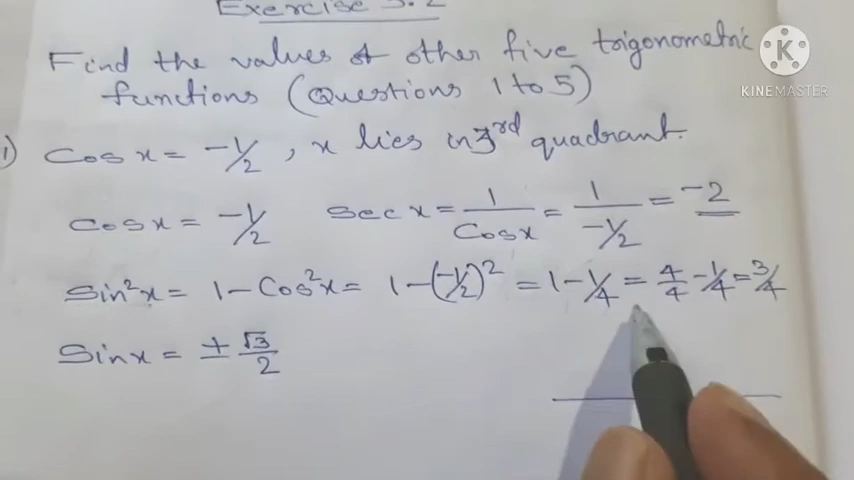 Exercise 3.2
Find the values of other five trigonometric
functions (Questions 1 to 5)
K
KINEMASTER
1) Cos x = -1/2, x lies in 3rd quadrant.
Cos x = -1/2 Sec x = 1/Cos x = 1/-1/2 = -2
Sin²x = 1 - Cos²x = 1 - (-1/2)² = 1 - 1/4 = 4/4 - 1/4 = 3/4
Sin x = ± √3/2